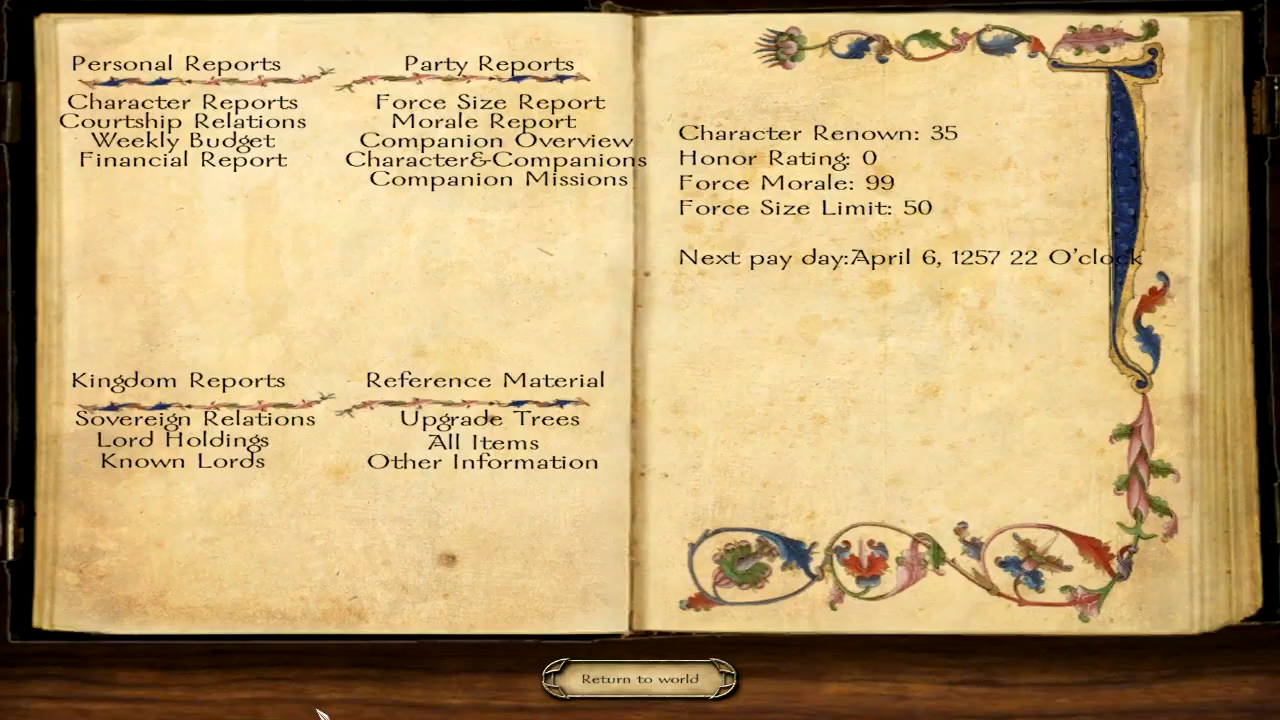 Personal Reports
Character Reports
Courtship Relations
Weekly Budget
Financial Report
Party Reports
Force Size Report
Morale Report
Companion Overview
Character&Companions
Companion Missions
Kingdom Reports
Sovereign Relations
Lord Holdings
Known Lords
Reference Material
Upgrade Trees
All Items
Other Information
Character Renown: 35
Honor Rating: 0
Force Morale: 99
Force Size Limit: 50
Next pay day:April 6, 1257 22 O'clock
Return to world